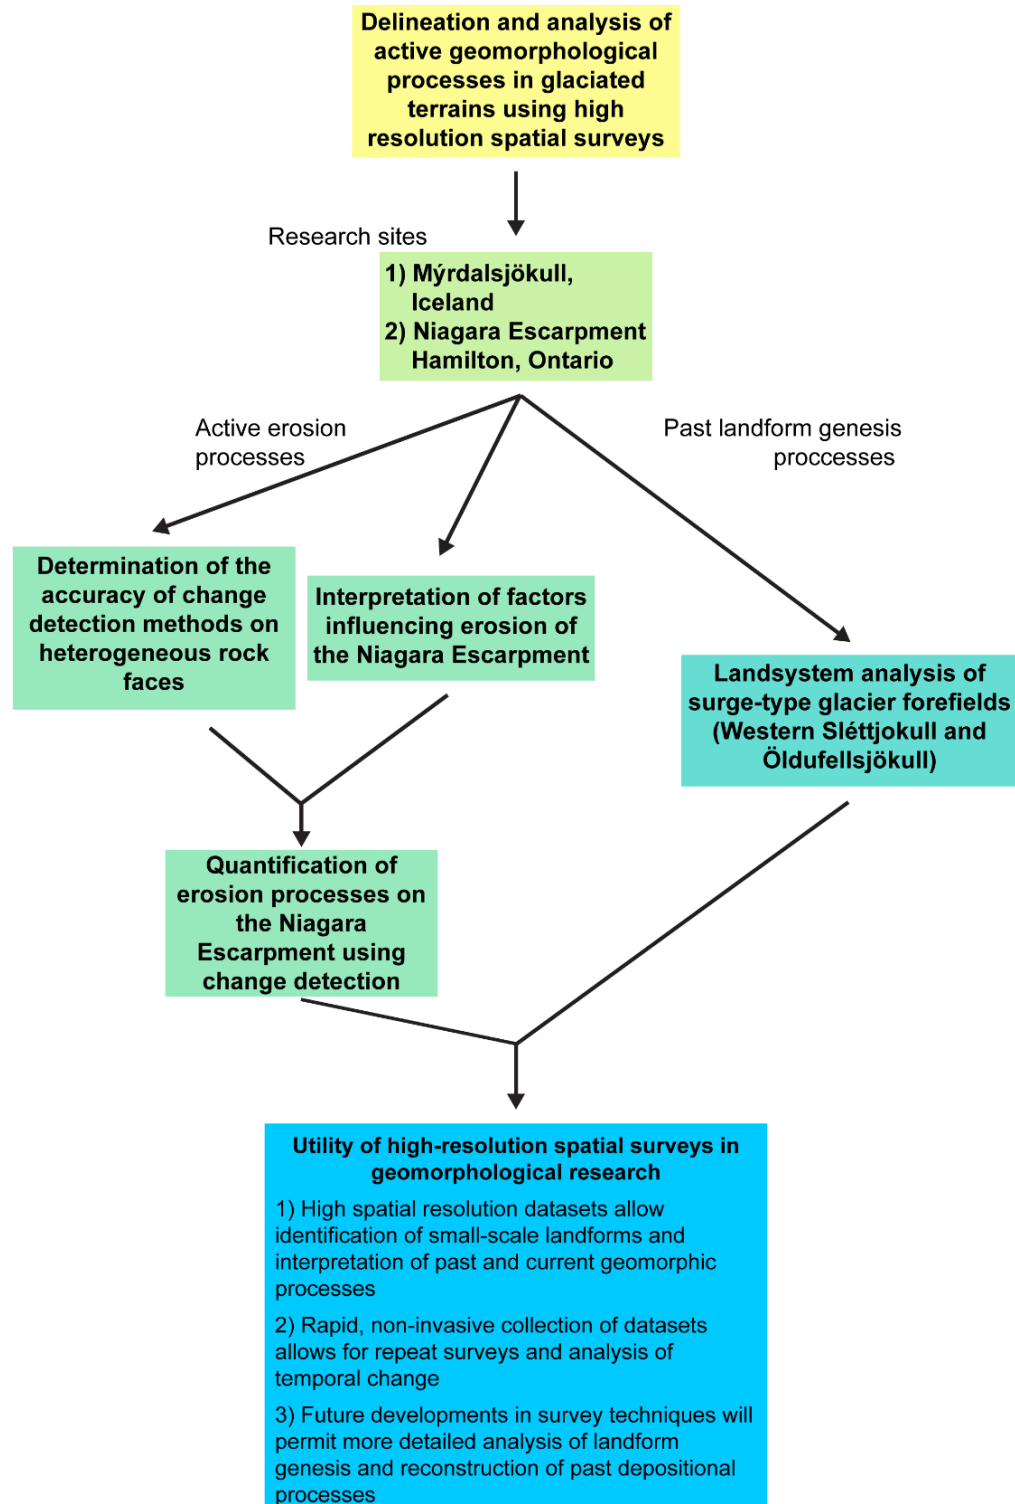 Delineation and analysis of
active geomorphological
processes in glaciated
terrains using high
resolution spatial surveys
Research sites
1) Mýrdalsjökull,
Iceland
2) Niagara Escarpment
Hamilton, Ontario
Active erosion
processes
Past landform genesis
proccesses
Determination of the
accuracy of change
detection methods on
heterogeneous rock
faces
Interpretation of factors
influencing erosion of
the Niagara Escarpment
Landsystem analysis of
surge-type glacier forefields
(Western Sléttjokull and
Öldufellsjökull)
Quantification of
erosion processes on
the Niagara
Escarpment using
change detection
Utility of high-resolution spatial surveys in
geomorphological research
1) High spatial resolution datasets allow
identification of small-scale landforms and
interpretation of past and current geomorphic
processes
2) Rapid, non-invasive collection of datasets
allows for repeat surveys and analysis of
temporal change
3) Future developments in survey techniques will
permit more detailed analysis of landform
genesis and reconstruction of past depositional
processes